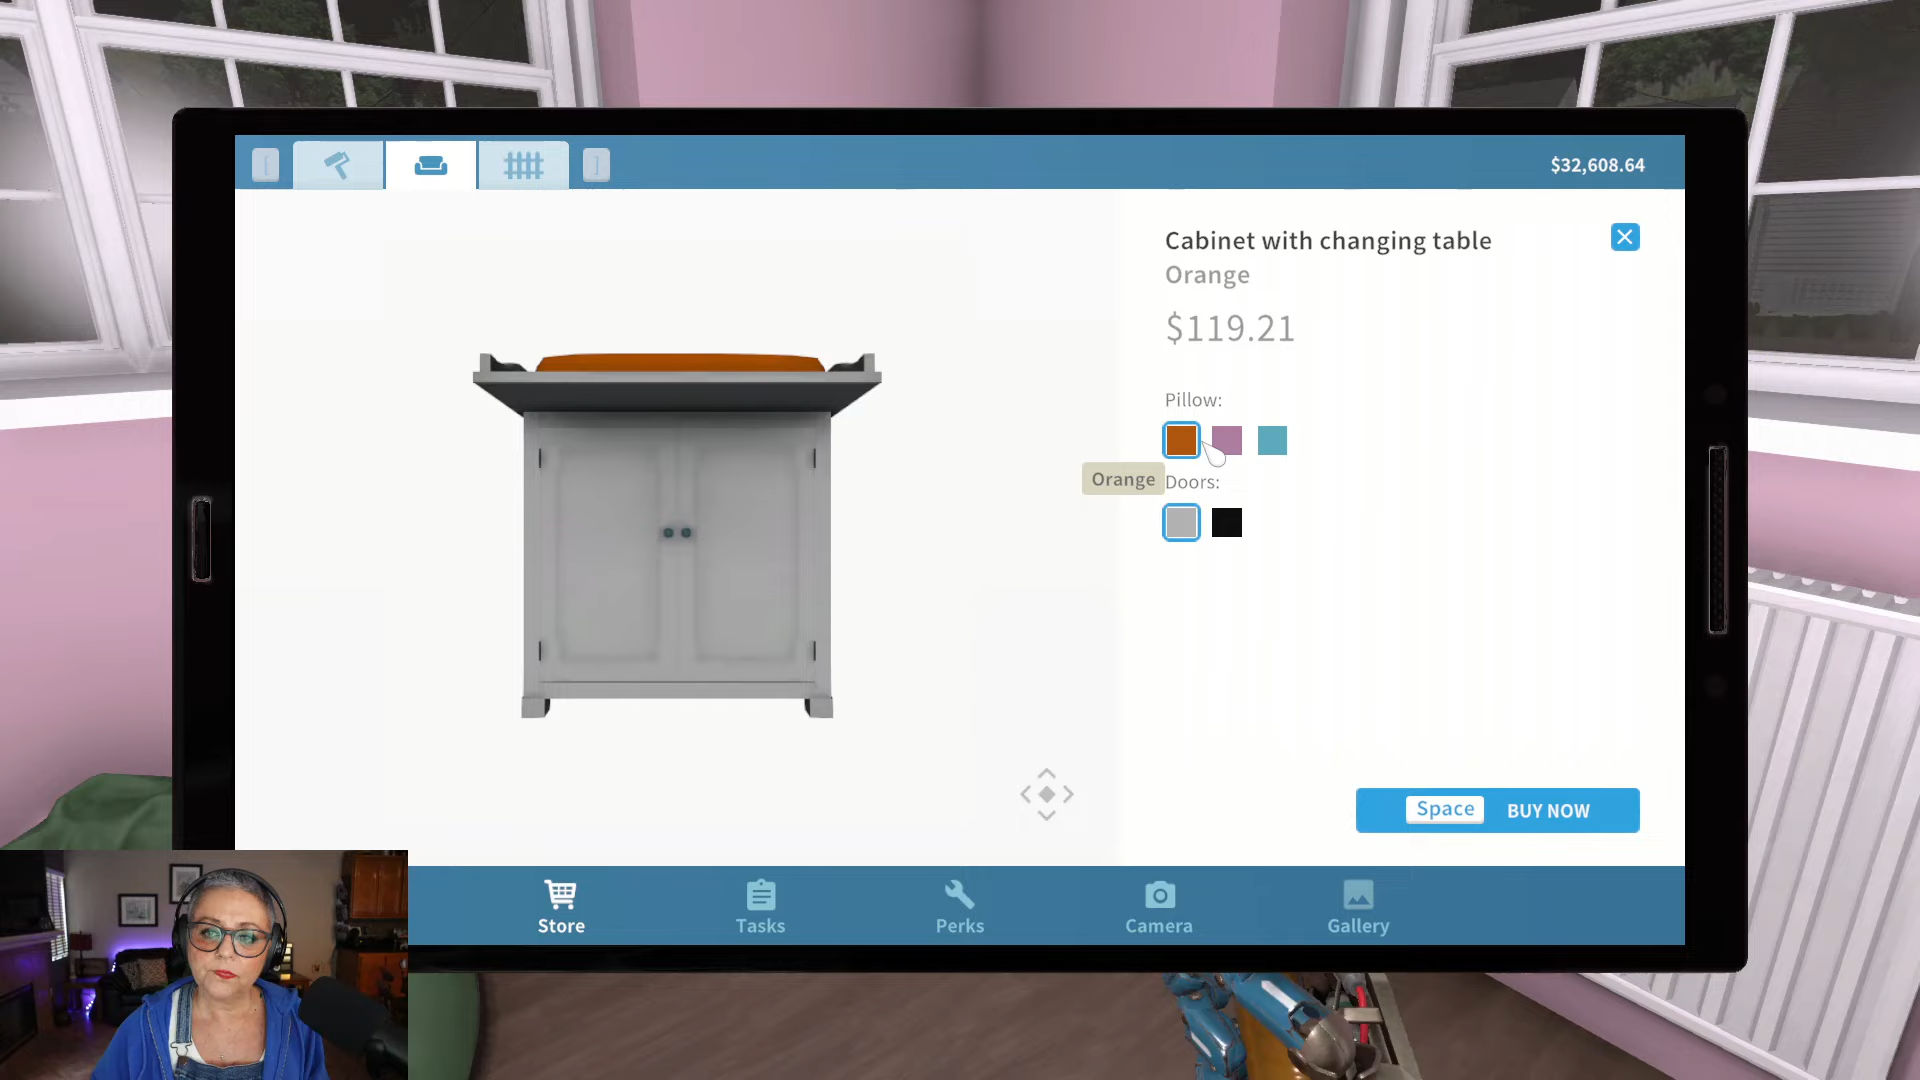 $32,608.64
Cabinet with changing table
Orange
$119.21
Pillow:
Orange
Doors:
Space BUY NOW
Store Tasks Perks Camera Gallery